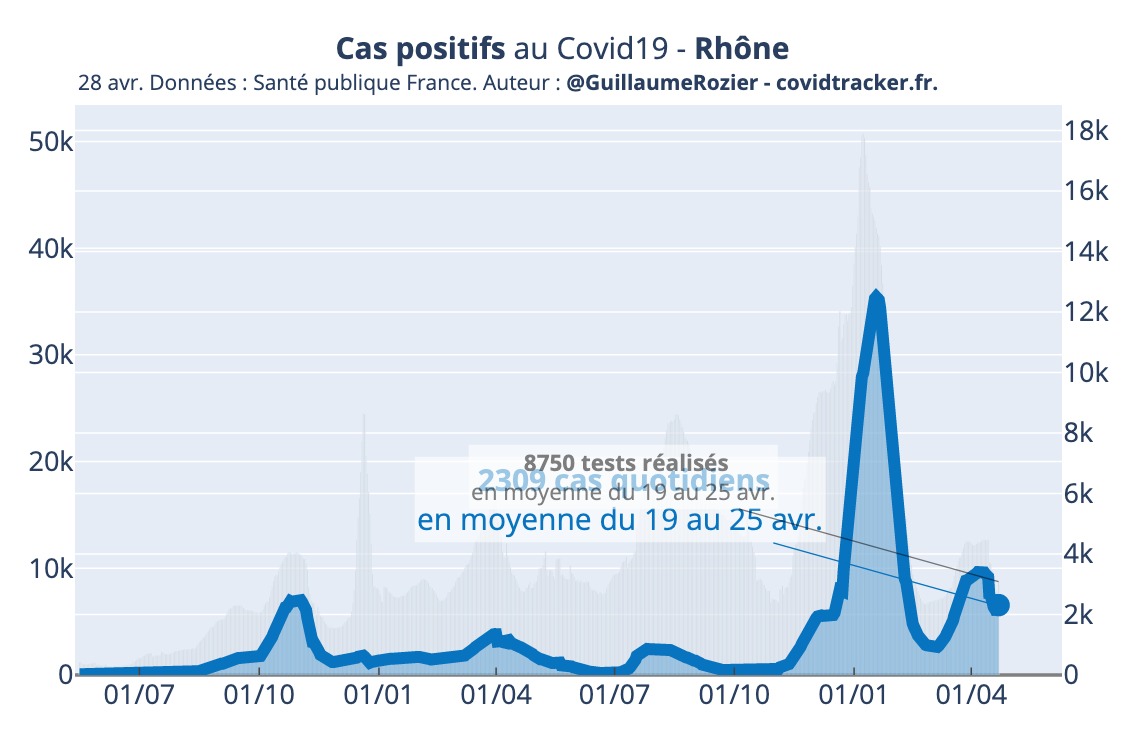 Cas positifs au Covid19 - Rhône
28 avr. Données : Santé publique France. Auteur : @GuillaumeRozier - covidtracker.fr.
50k
40k
30k
20k
10k
0
18k
16k
14k
12k
10k
8k
6k
4k
2k
0
8750 tests réalisés
en moyenne du 19 au 25 avr.
2309 cas quotidiens
en moyenne du 19 au 25 avr.
01/07 01/10 01/01 01/04 01/07 01/10 01/01 01/04